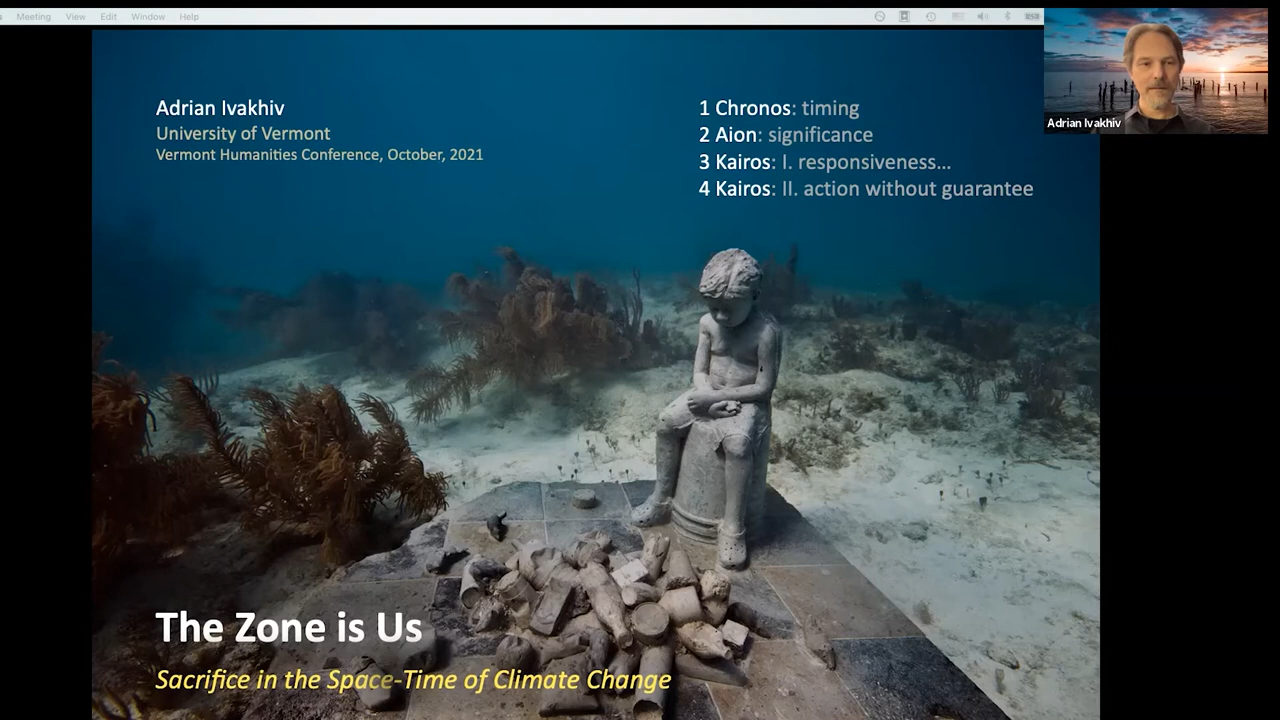 Meeting View Edit Window Help
Adrian Ivakhiv
University of Vermont
Vermont Humanities Conference, October, 2021
1 Chronos: timing
2 Aion: significance
3 Kairos: I. responsiveness...
4 Kairos: II. action without guarantee
Adrian Ivakhiv
The Zone is Us
Sacrifice in the Space-Time of Climate Change